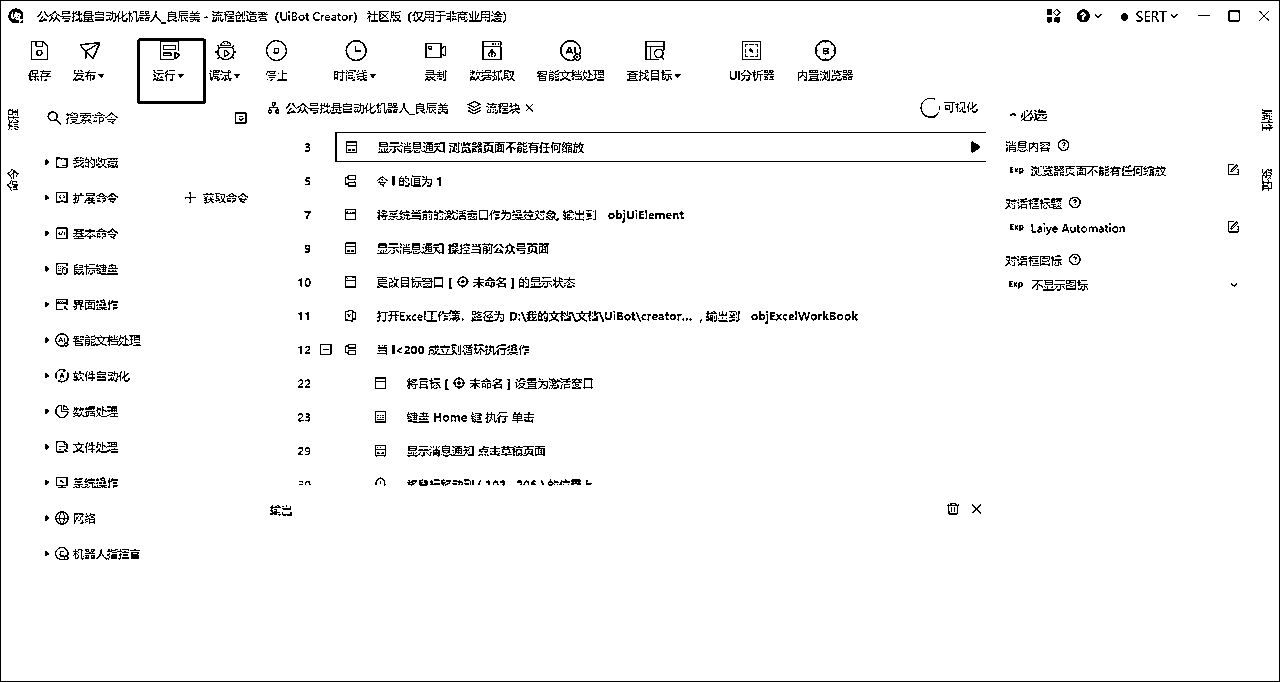 公众号批量自动化机器人_良辰美 - 流程创造者（UiBot Creator） 社区版（仅用于非商业用途）
SERT
保存
发布
运行
调试
停止
时间线
录制
数据抓取
智能文档处理
查找目标
UI分析器
内置浏览器
搜索命令
公众号批量自动化机器人_良辰美
流程块
可视化
我的收藏
扩展命令
获取命令
基本命令
鼠标键盘
界面操作
智能文档处理
软件自动化
数据处理
文件处理
系统操作
网络
机器人指挥官
3 显示消息通知 浏览器页面不能有任何缩放
5 令 I 的值为 1
7 将系统当前的激活窗口作为操控对象, 输出到 objUiElement
9 显示消息通知 操控当前公众号页面
10 更改目标窗口 [ 未命名 ] 的显示状态
11 打开Excel工作簿，路径为 D:\我的文档\文档\UiBot\creator... , 输出到 objExcelWorkBook
12 当 I<200 成立则循环执行操作
22 将目标 [ 未命名 ] 设置为激活窗口
23 键盘 Home 键 执行 单击
29 显示消息通知 点击草稿页面
输出
必选
消息内容
Exp 浏览器页面不能有任何缩放
对话框标题
Exp Laiye Automation
对话框图标
Exp 不显示图标